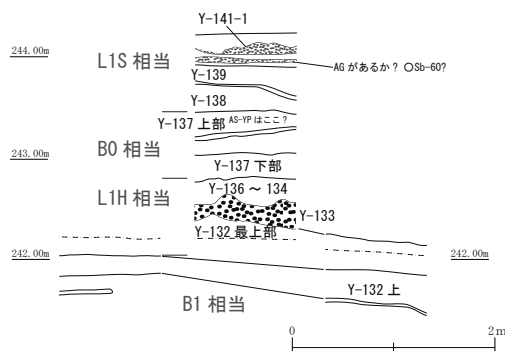 Y-141-1
244.00m
L1S 相当
AG があるか? ○Sb-60?
Y-139
Y-138
Y-137 上部 AS-YP はここ?
B0 相当
243.00m
Y-137 下部
L1H 相当
Y-136 ～ 134
Y-133
Y-132 最上部
242.00m
242.00m
B1 相当
Y-132 上
0
2m